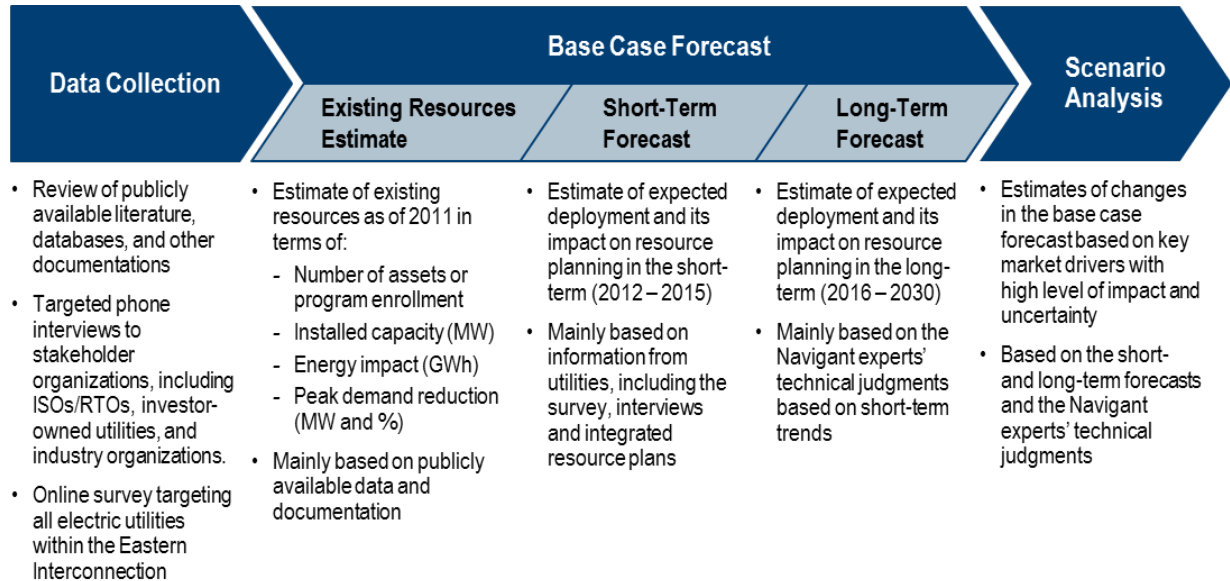 Data Collection
Base Case Forecast
Existing Resources
Estimate
Short-Term
Forecast
Long-Term
Forecast
Scenario
Analysis
• Review of publicly
available literature,
databases, and other
documentations
• Targeted phone
interviews to
stakeholder
organizations, including
ISOs/RTOs, investor-
owned utilities, and
industry organizations.
• Online survey targeting
all electric utilities
within the Eastern
Interconnection
• Estimate of existing
resources as of 2011 in
terms of:
- Number of assets or
program enrollment
- Installed capacity (MW)
- Energy impact (GWh)
- Peak demand reduction
(MW and %)
• Mainly based on publicly
available data and
documentation
• Estimate of expected
deployment and its
impact on resource
planning in the short-
term (2012 – 2015)
• Mainly based on
information from
utilities, including the
survey, interviews
and integrated
resource plans
• Estimate of expected
deployment and its
impact on resource
planning in the long-
term (2016 – 2030)
• Mainly based on the
Navigant experts’
technical judgments
based on short-term
trends
• Estimates of changes
in the base case
forecast based on key
market drivers with
high level of impact and
uncertainty
• Based on the short-
and long-term forecasts
and the Navigant
experts’ technical
judgments